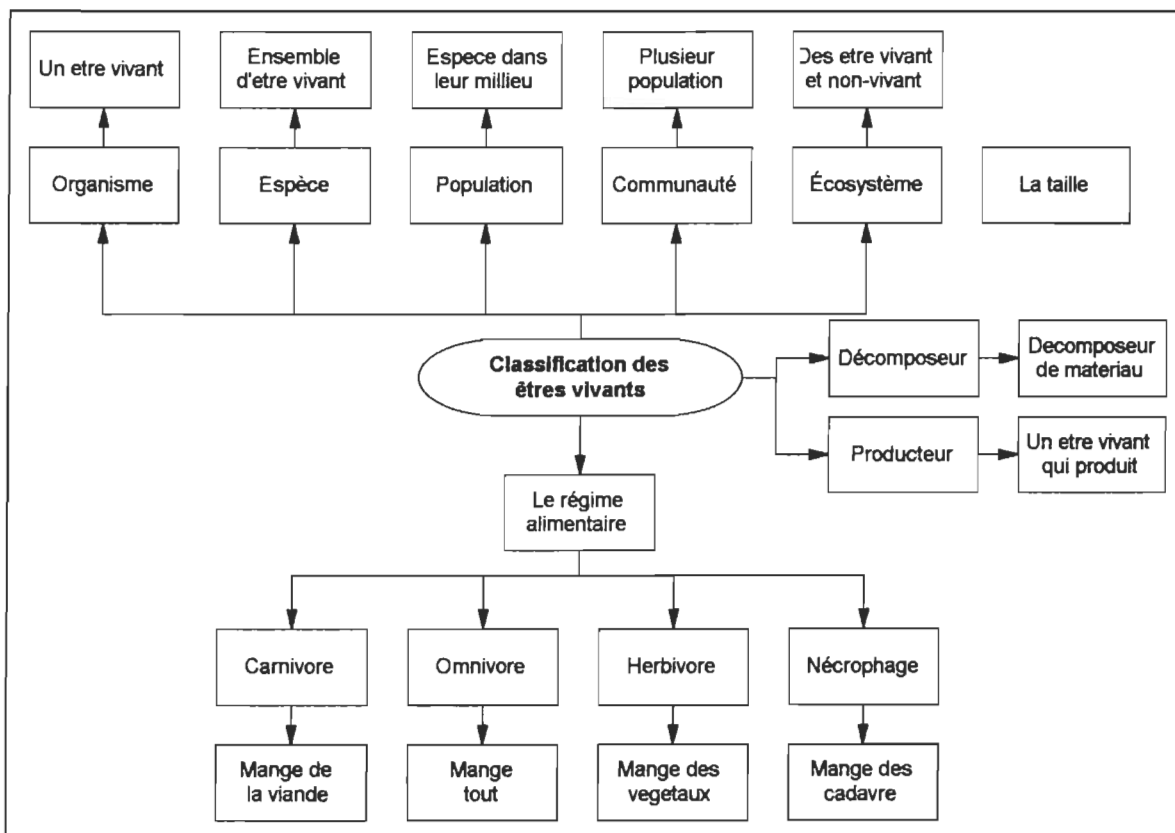 Un etre vivant
Ensemble
d'etre vivant
Espece dans
leur millieu
Plusieur
population
Des etre vivant
et non-vivant
Organisme
Espèce
Population
Communauté
Écosystème
La taille
Classification des
êtres vivants
Décomposeur
Decomposeur
de materiau
Producteur
Un etre vivant
qui produit
Le régime
alimentaire
Carnivore
Omnivore
Herbivore
Nécrophage
Mange de
la viande
Mange
tout
Mange des
vegetaux
Mange des
cadavre